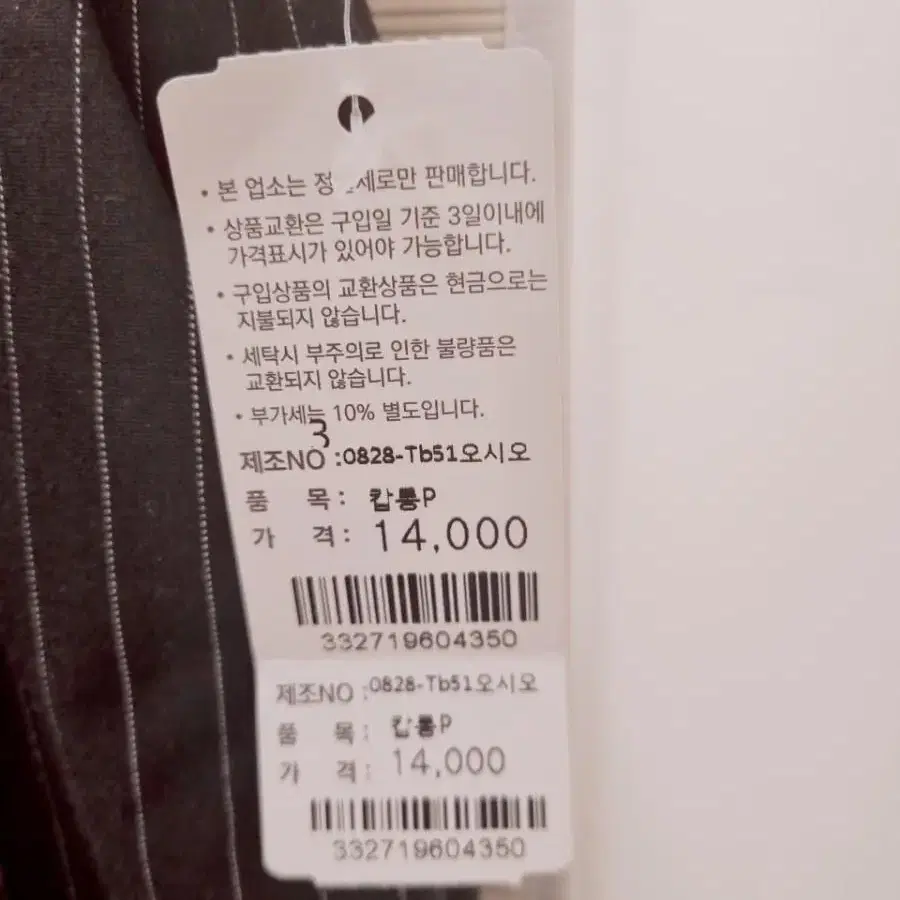 • 본 업소는 정 세로만 판매합니다.
• 상품교환은 구입일 기준 3일이내에
가격표시가 있어야 가능합니다.
• 구입상품의 교환상품은 현금으로는
지불되지 않습니다.
• 세탁시 부주의로 인한 불량품은
교환되지 않습니다.
• 부가세는 10% 별도입니다.
3
제조NO :0828-Tb51오시오
품 목 : 캅통P
가 격 : 14,000
332719604350
제조NO :0828-Tb51오시오
품 목 : 캅통P
가 격 : 14,000
332719604350